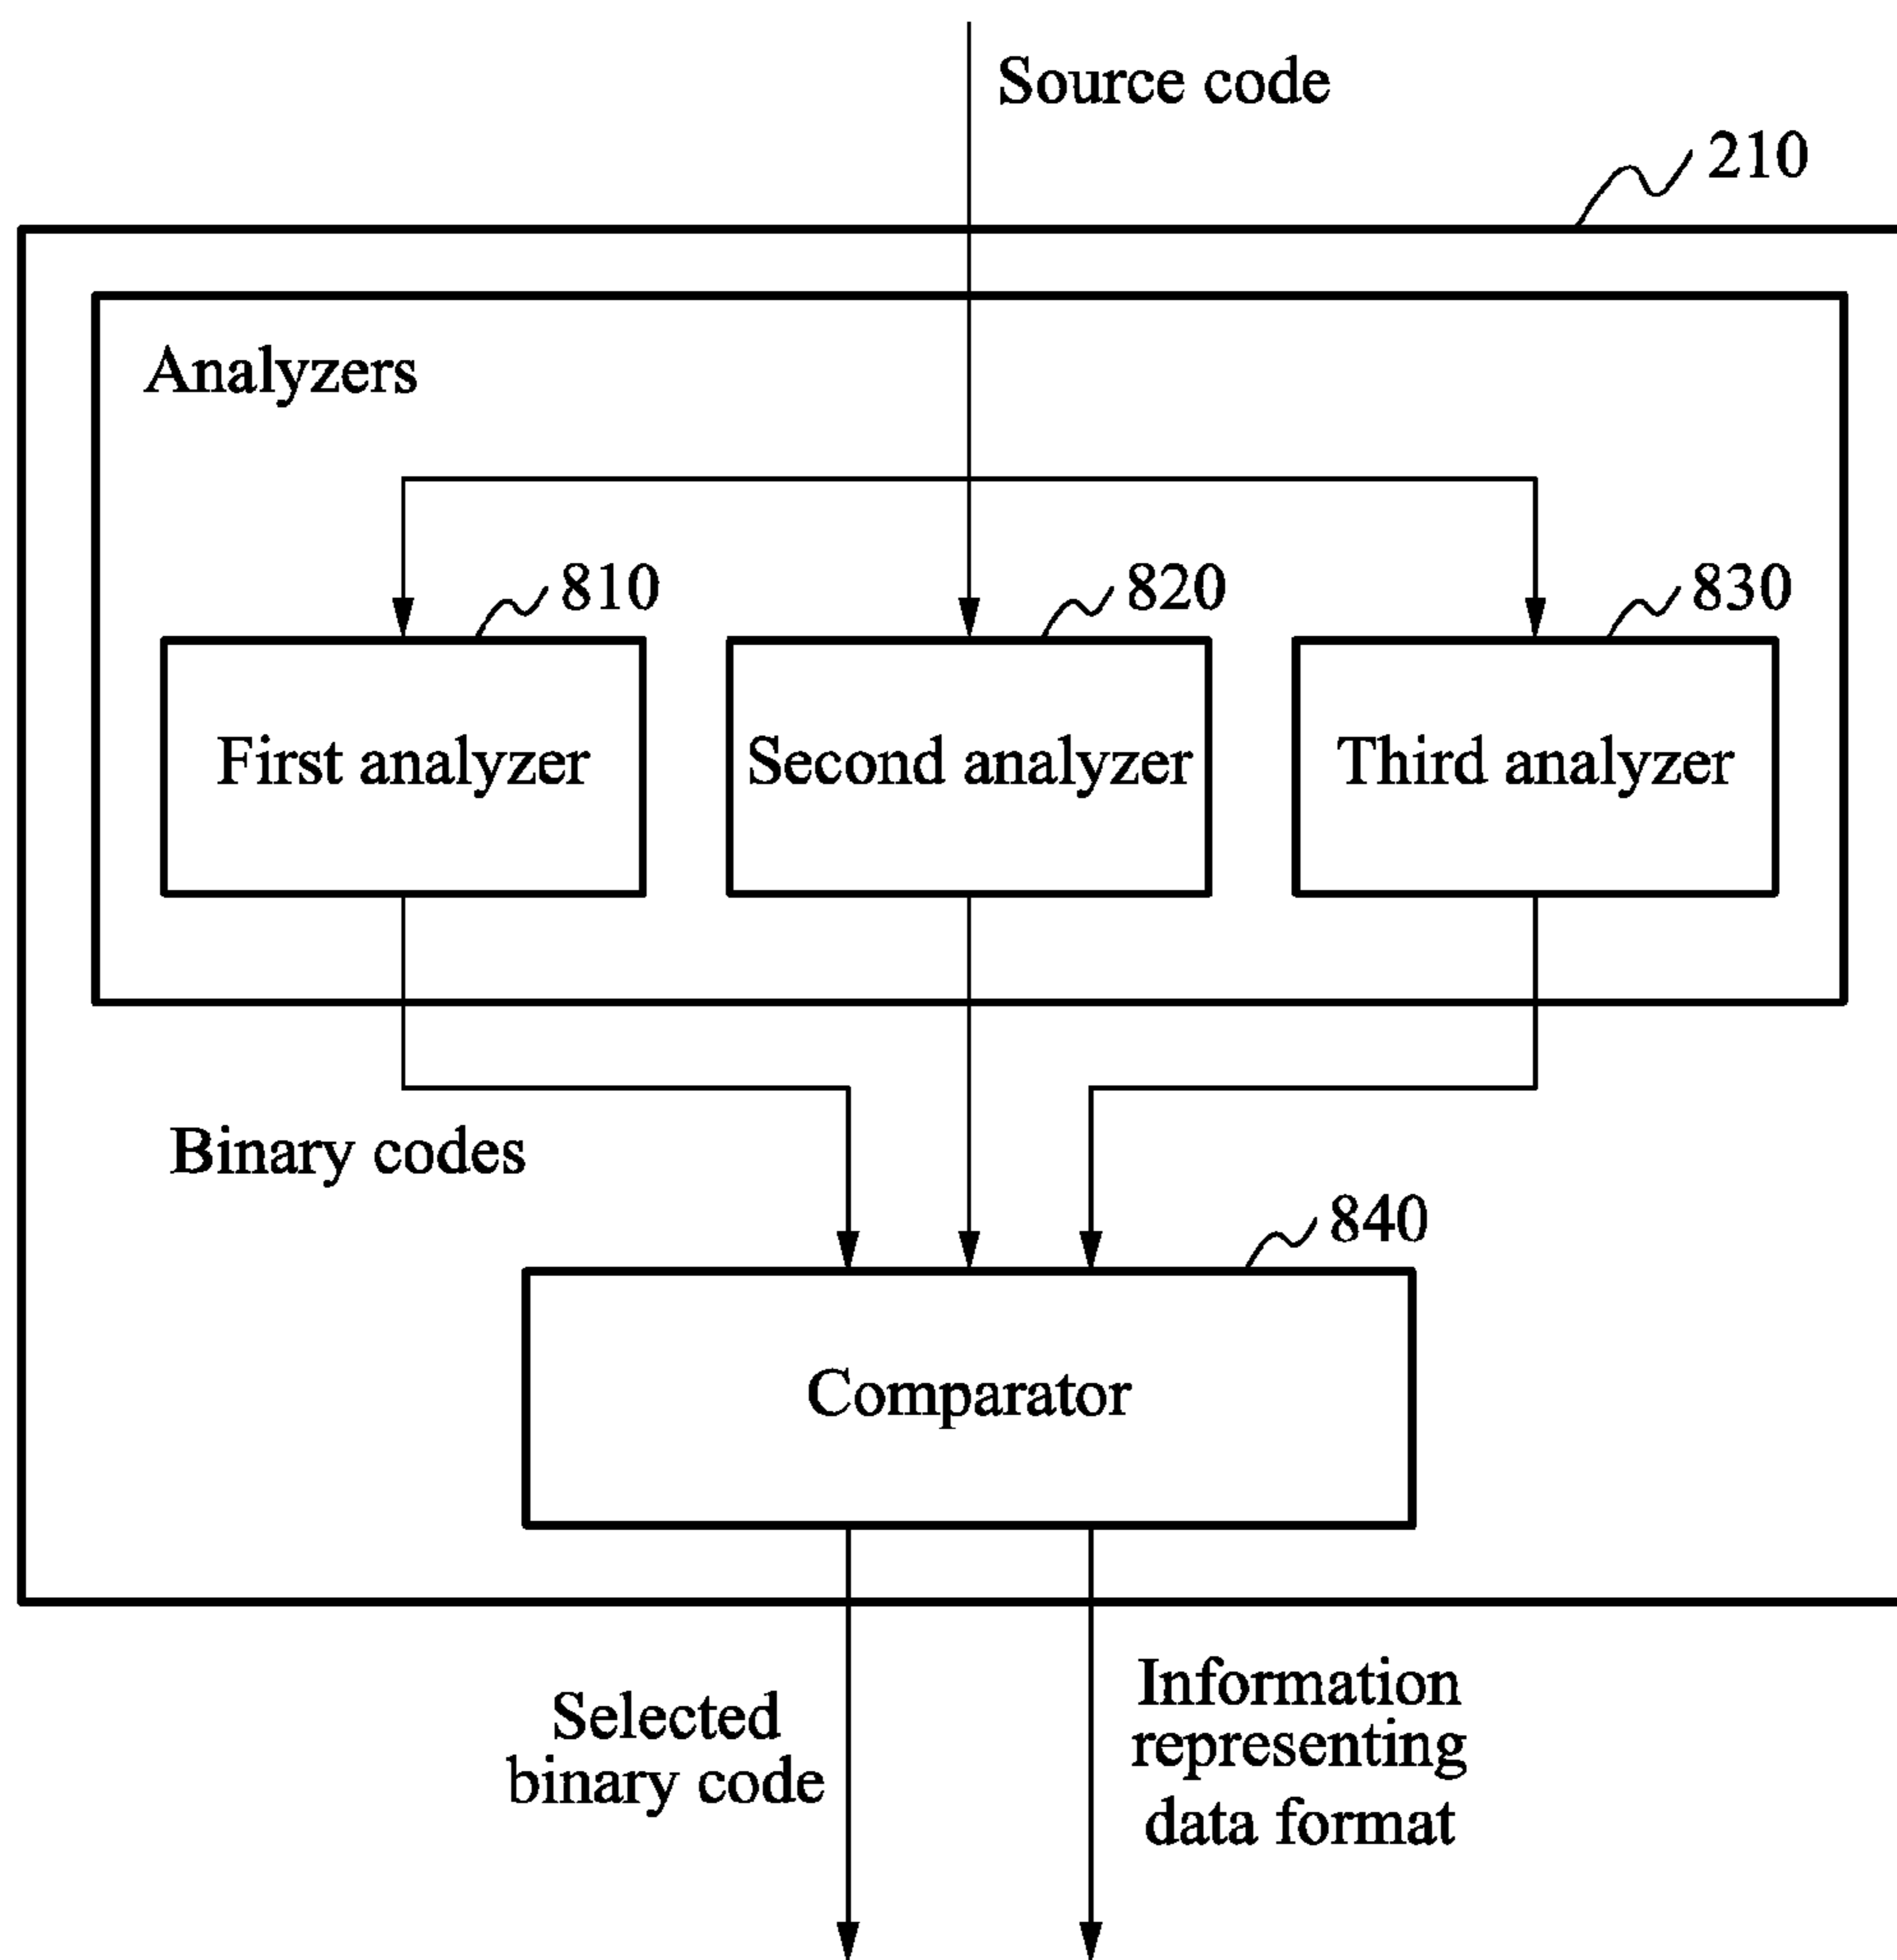 Source code
210
Analyzers
810
820
830
First analyzer
Second analyzer
Third analyzer
Binary codes
840
Comparator
Selected
binary code
Information
representing
data format